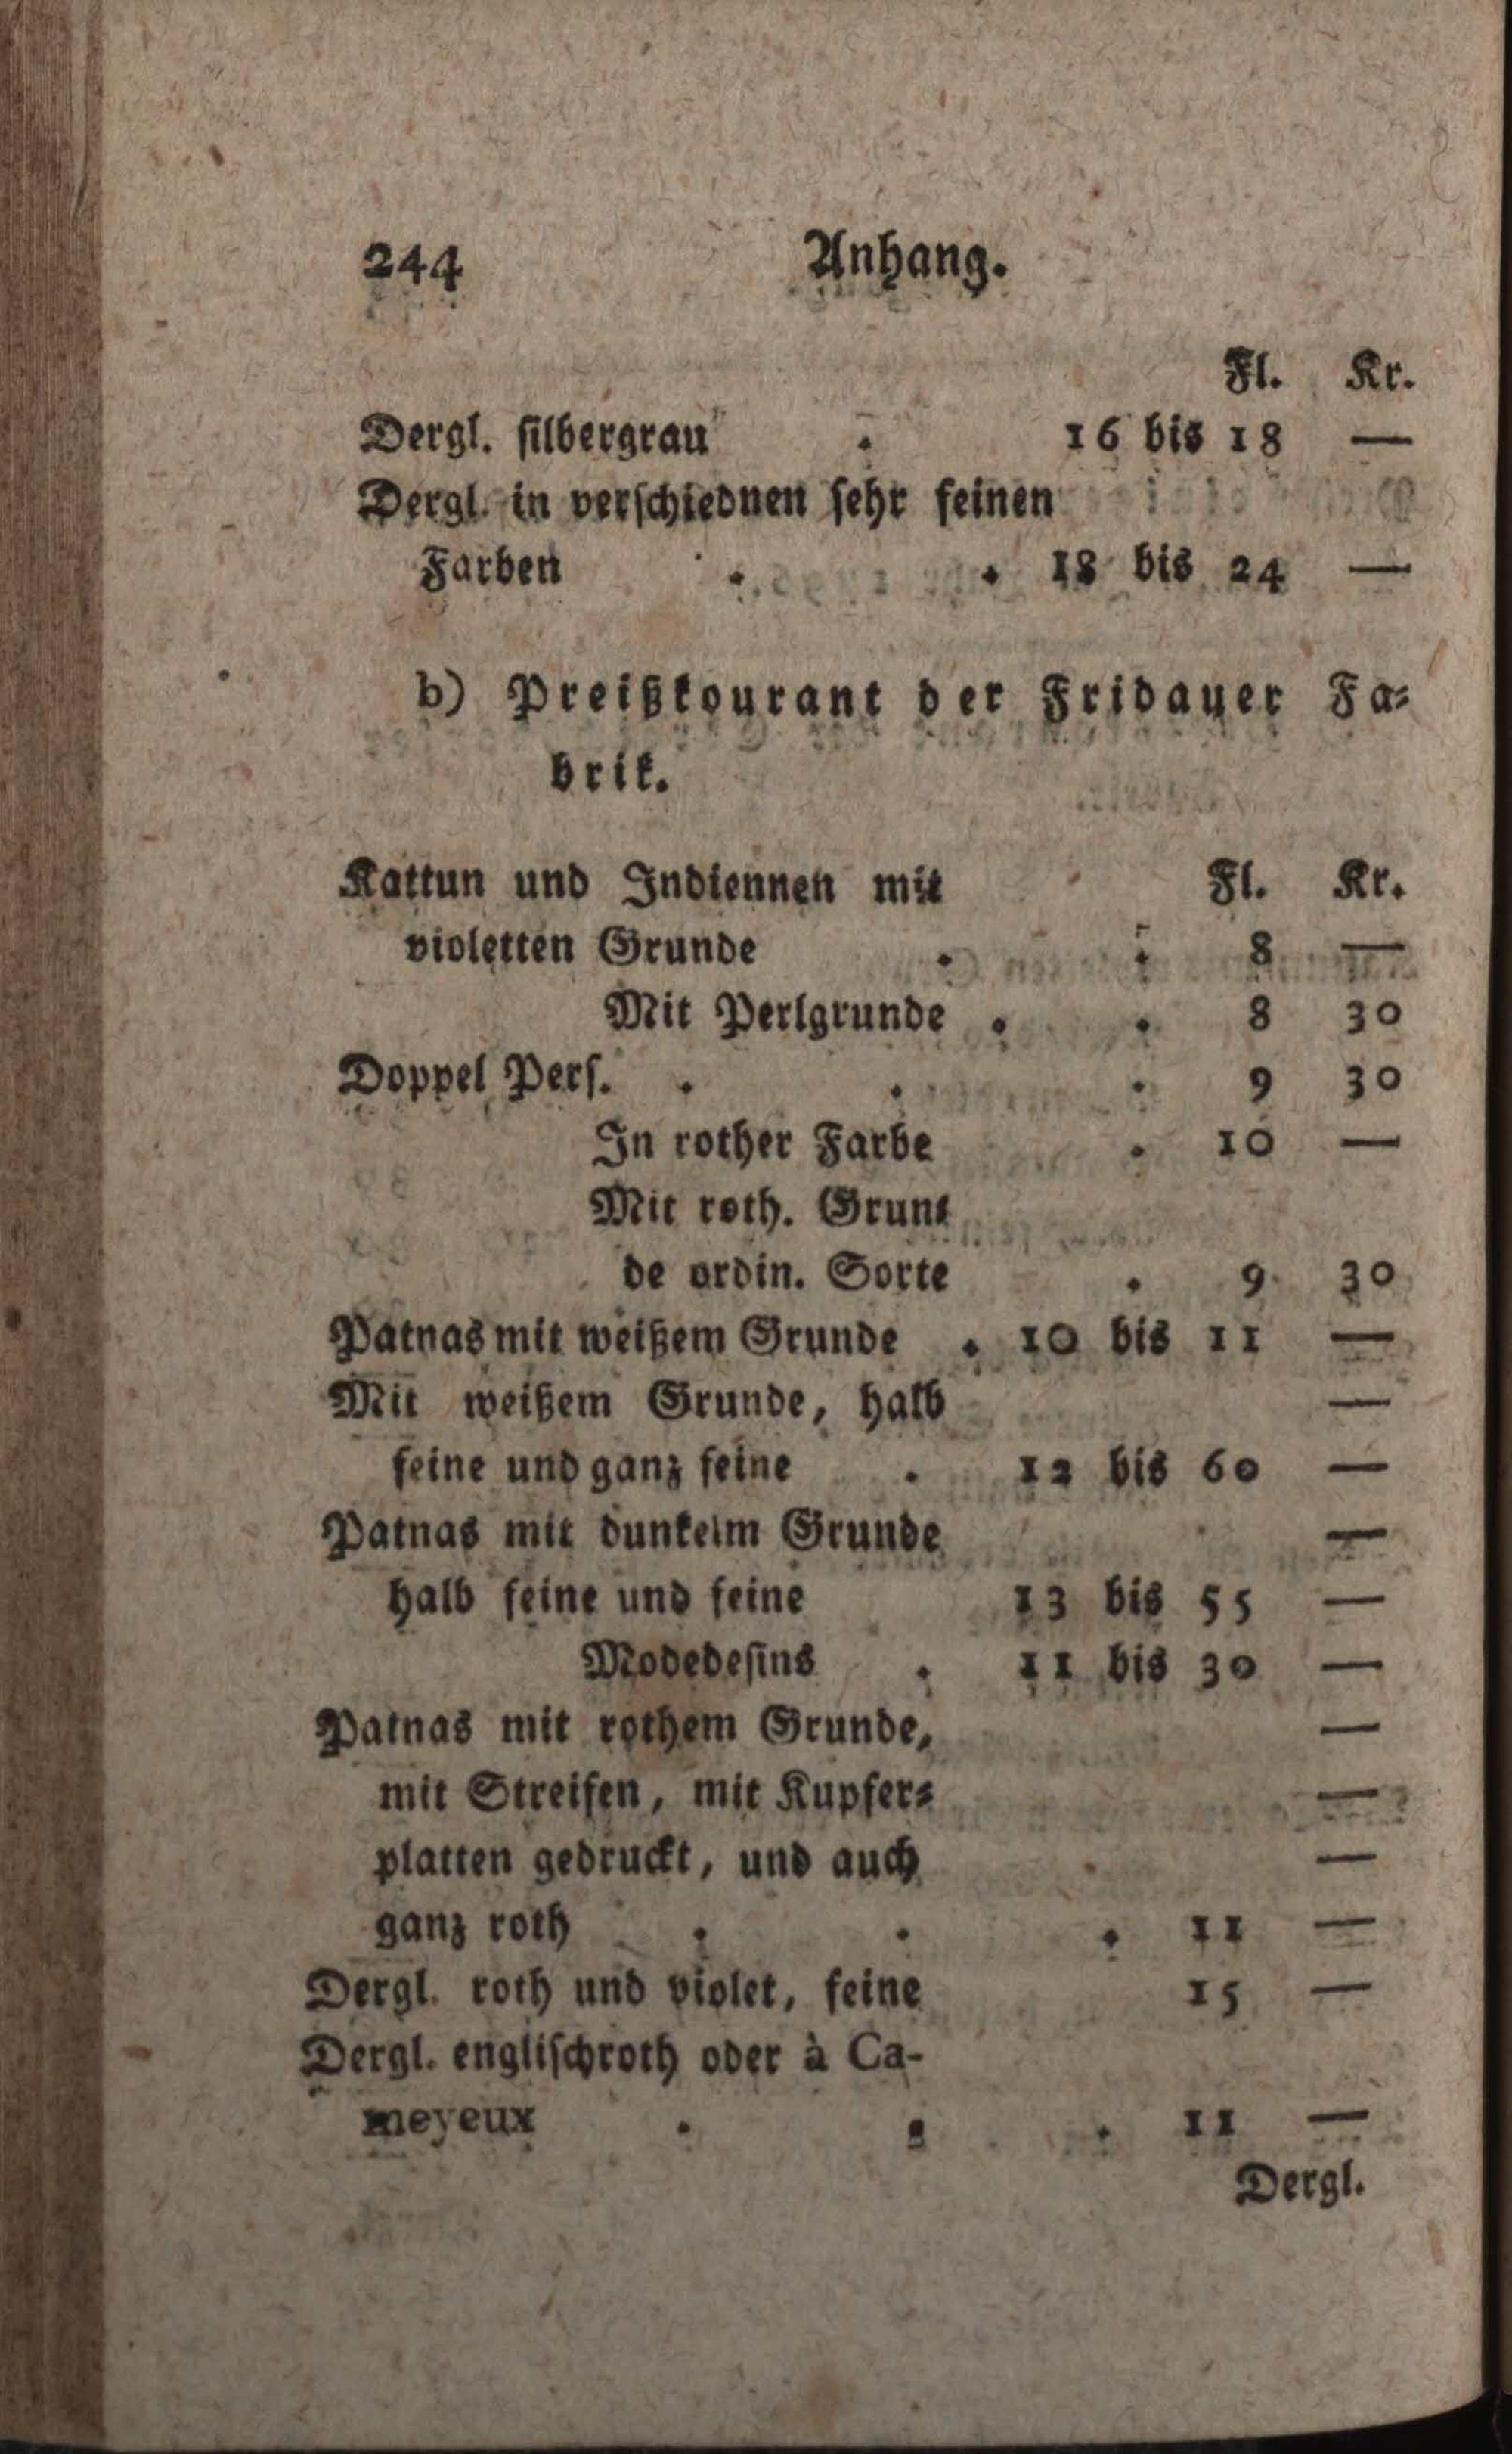 244 Anhang.
Fl. Kr.
Dergl. ſilbergrau . 16 bis 18 —
Dergl. in verſchiednen ſehr feinen
Farben . . 18 bis 24 —
b) Preißkourant der Fridauer Fa-
brik.
Kattun und Indiennen mit Fl. Kr.
violetten Grunde . . 8 —
Mit Perlgrunde . . 8 30
Doppel Perſ. . . . 9 30
In rother Farbe . 10 —
Mit roth. Grun-
de ordin. Sorte . 9 30
Patnas mit weißem Grunde . 10 bis 11 —
Mit weißem Grunde, halb —
feine und ganz feine . 12 bis 60 —
Patnas mit dunkelm Grunde —
halb feine und feine 13 bis 55 —
Modedeſins . 11 bis 30 —
Patnas mit rothem Grunde, —
mit Streifen, mit Kupfer- —
platten gedruckt, und auch —
ganz roth . . . 11 —
Dergl. roth und violet, feine 15 —
Dergl. engliſchroth oder à Ca-
meyeux . . . 11 —
Dergl.